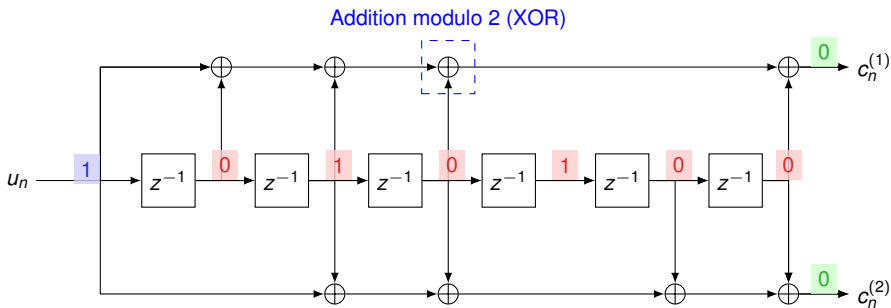 Addition modulo 2 (XOR)
0
c_n^{(1)}
u_n 1 z^{-1} 0 z^{-1} 1 z^{-1} 0 z^{-1} 1 z^{-1} 0 z^{-1} 0
0
c_n^{(2)}